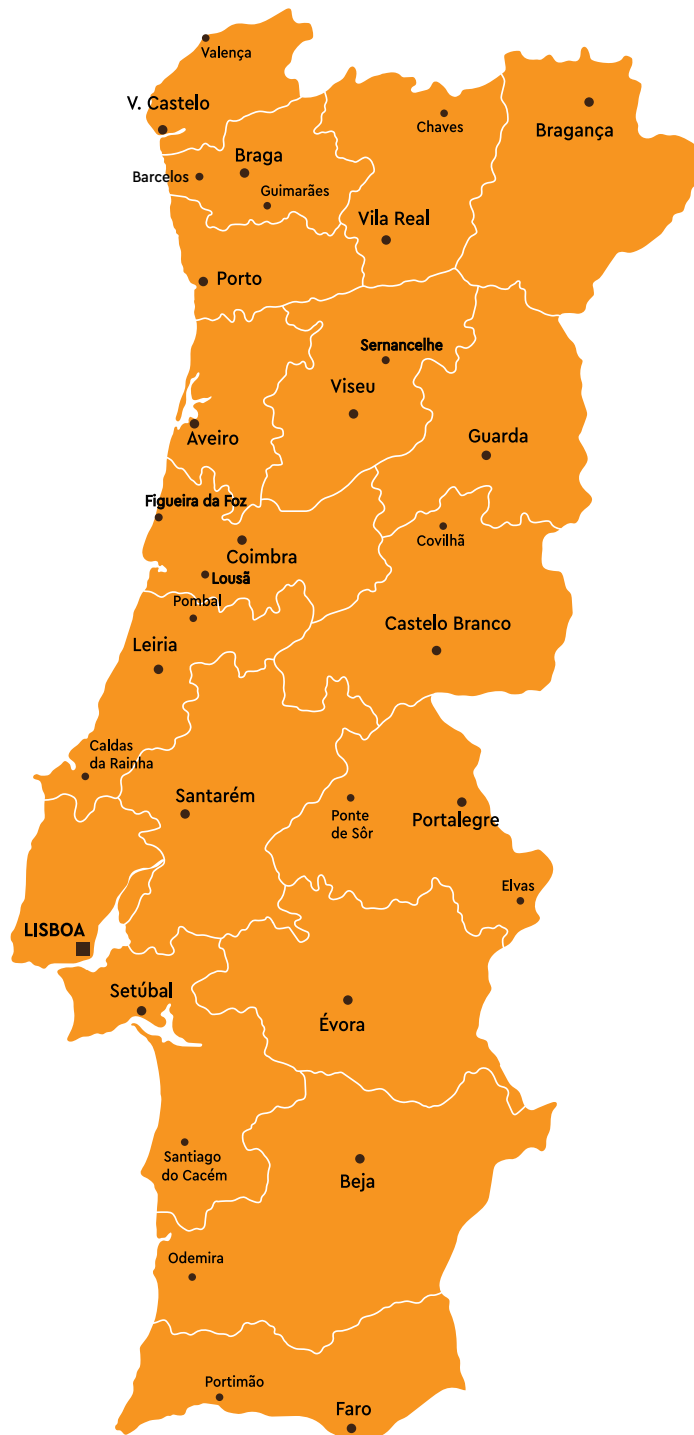 Valença
V. Castelo
Chaves
Bragança
Braga
Barcelos
Guimarães
Vila Real
Porto
Sernancelhe
Viseu
Aveiro
Guarda
Figueira da Foz
Covilhã
Coimbra
Lousã
Pombal
Castelo Branco
Leiria
Caldas
da Rainha
Santarém
Ponte
de Sôr
Portalegre
Elvas
LISBOA
Setúbal
Évora
Santiago
do Cacém
Beja
Odemira
Portimão
Faro